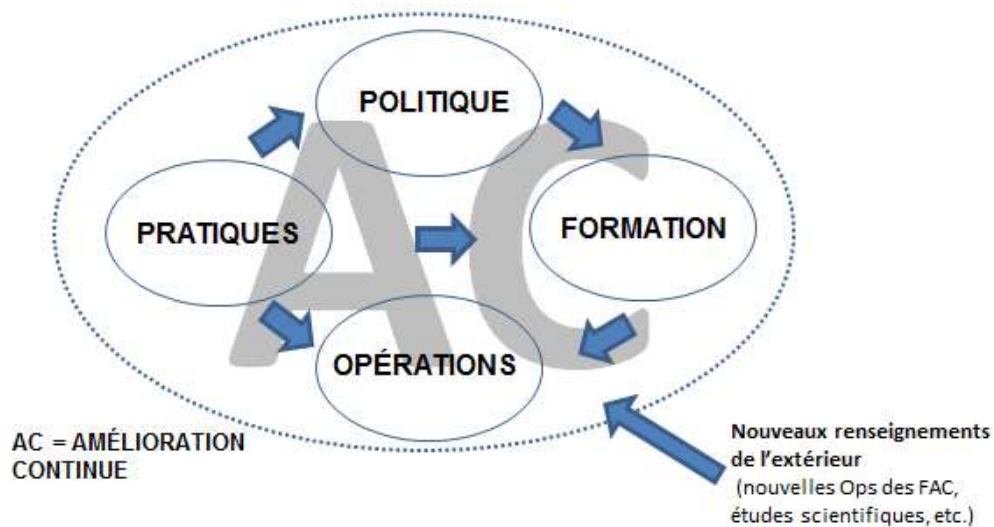 POLITIQUE
AC
PRATIQUES
FORMATION
OPÉRATIONS
AC = AMÉLIORATION
CONTINUE
Nouveaux renseignements
de l'extérieur
(nouvelles Ops des FAC,
études scientifiques, etc.)